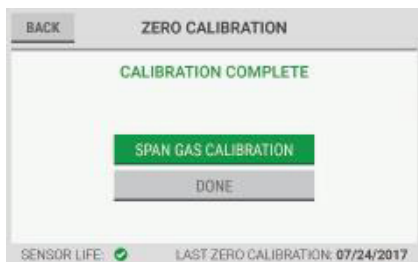 BACK
ZERO CALIBRATION
CALIBRATION COMPLETE
SPAN GAS CALIBRATION
DONE
SENSOR LIFE:
LAST ZERO CALIBRATION: 07/24/2017